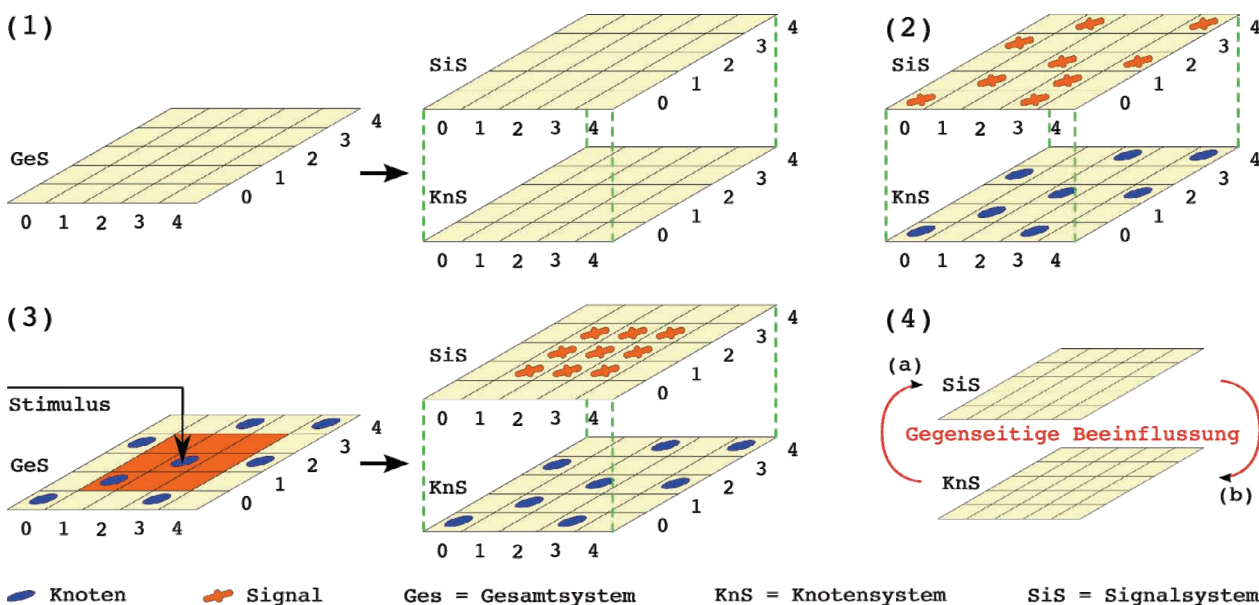 (1)
GeS
0 1 2 3 4
0
1
2
3
4
SiS
0 1 2 3 4
0
1
2
3
4
KnS
0 1 2 3 4
0
1
2
3
4
(2)
SiS
0 1 2 3 4
0
1
2
3
4
KnS
0 1 2 3 4
0
1
2
3
4
(3)
Stimulus
GeS
0 1 2 3 4
0
1
2
3
4
SiS
0 1 2 3 4
0
1
2
3
4
KnS
0 1 2 3 4
0
1
2
3
4
(4)
(a)
SiS
Gegenseitige Beeinflussung
KnS
(b)
Knoten Signal Ges = Gesamtsystem KnS = Knotensystem SiS = Signalsystem